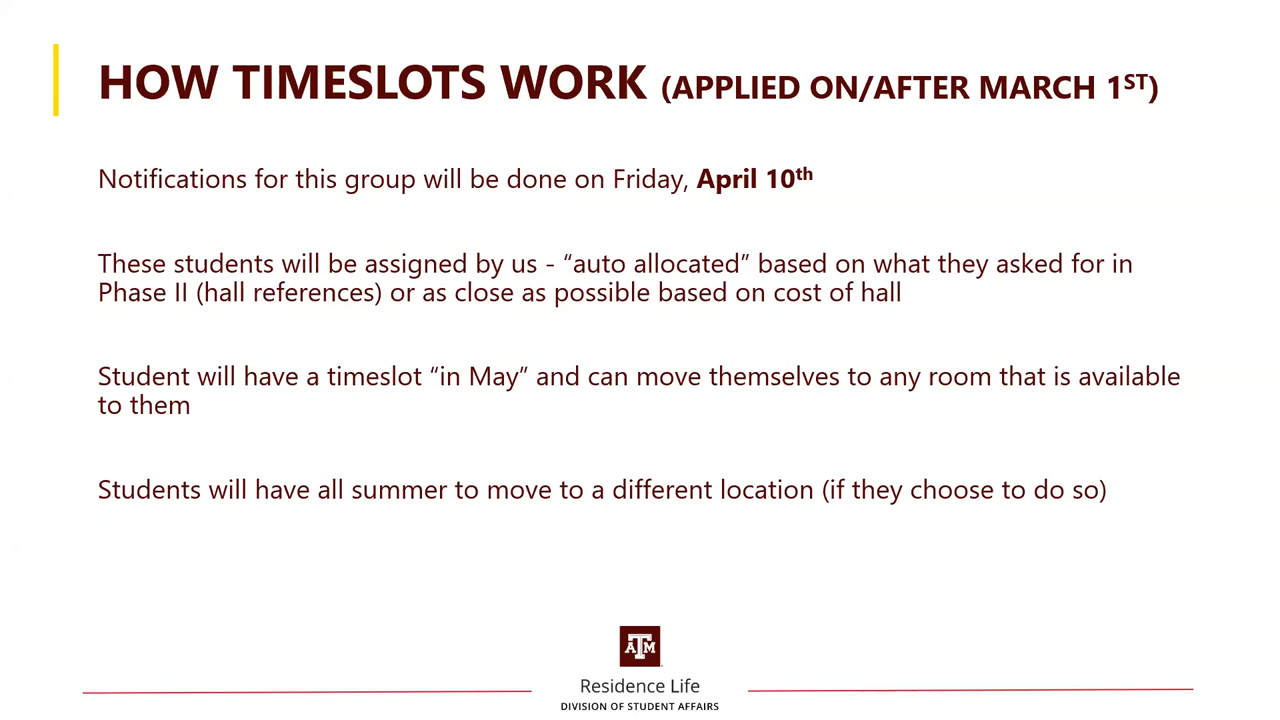 HOW TIMESLOTS WORK (APPLIED ON/AFTER MARCH 1ST)
Notifications for this group will be done on Friday, April 10th
These students will be assigned by us - “auto allocated” based on what they asked for in
Phase II (hall references) or as close as possible based on cost of hall
Student will have a timeslot “in May“ and can move themselves to any room that is available
to them
Students will have all summer to move to a different location (if they choose to do so)
ATM
Residence Life
DIVISION OF STUDENT AFFAIRS